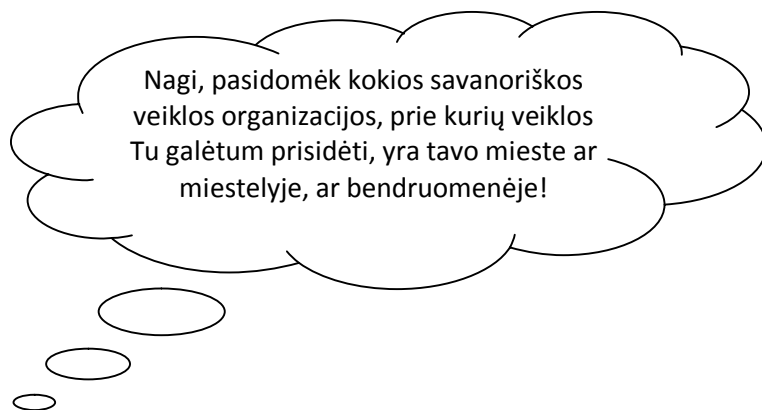 Nagi, pasidomėk kokios savanoriškos
veiklos organizacijos, prie kurių veiklos
Tu galėtum prisidėti, yra tavo mieste ar
miestelyje, ar bendruomenėje!